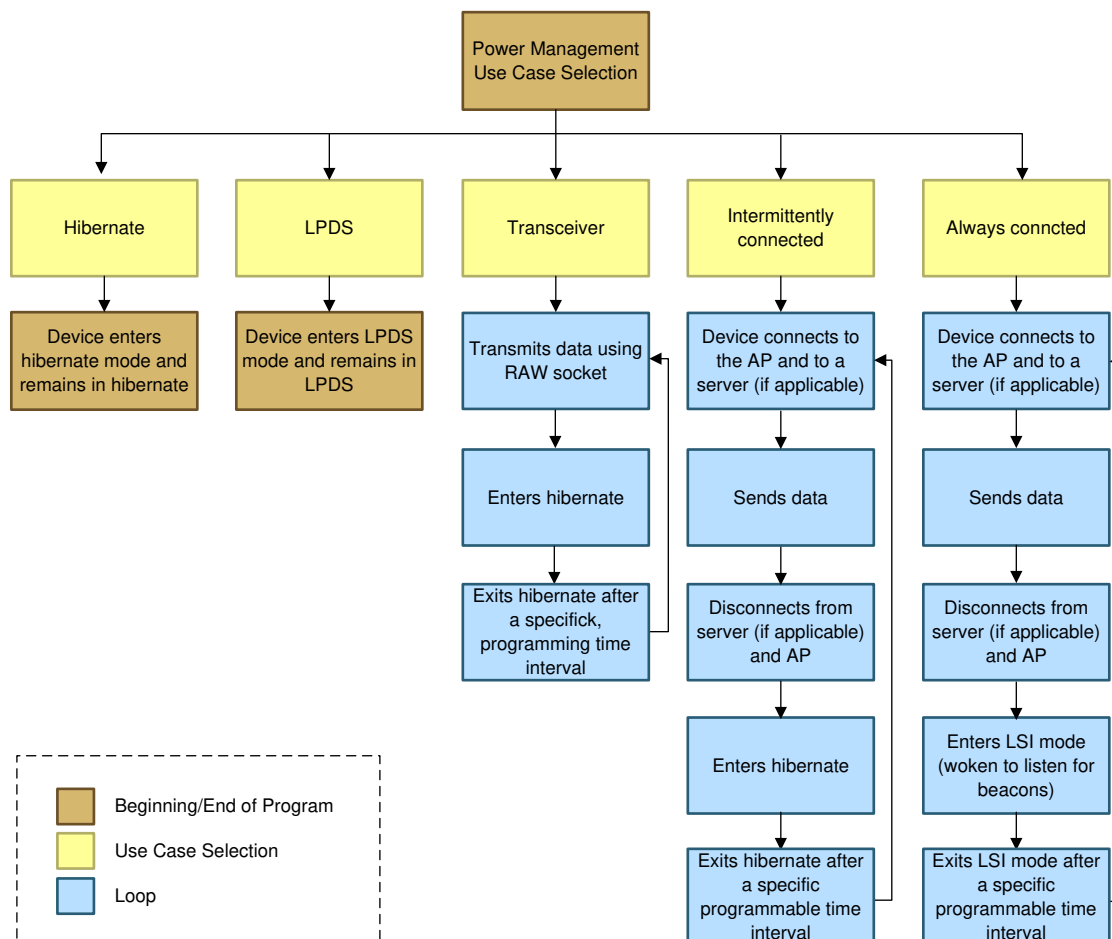 Power Management
Use Case Selection
Hibernate
LPDS
Transceiver
Intermittently
connected
Always conncted
Device enters
hibernate mode and
remains in hibernate
Device enters LPDS
mode and remains in
LPDS
Transmits data using
RAW socket
Device connects to
the AP and to a
server (if applicable)
Device connects to
the AP and to a
server (if applicable)
Enters hibernate
Sends data
Sends data
Exits hibernate after
a specifick,
programming time
interval
Disconnects from
server (if applicable)
and AP
Disconnects from
server (if applicable)
and AP
Enters hibernate
Enters LSI mode
(woken to listen for
beacons)
Exits hibernate after
a specific
programmable time
interval
Exits LSI mode after
a specific
programmable time
interval
Beginning/End of Program
Use Case Selection
Loop